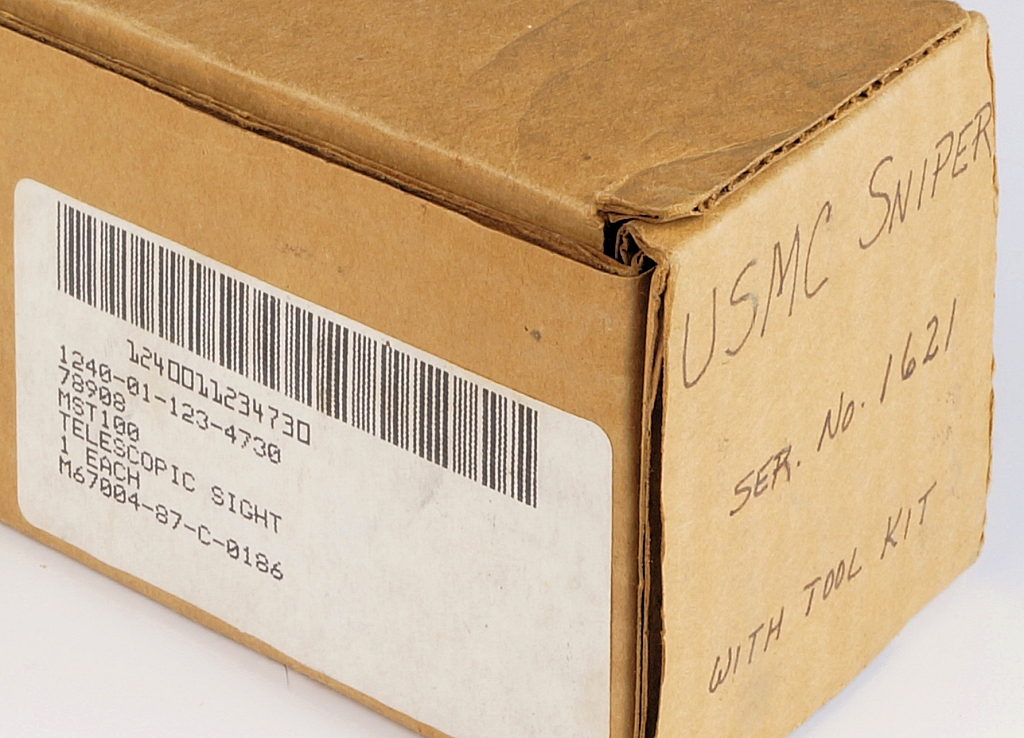 1240011234730
1240-01-123-4730
78908
MST100
TELESCOPIC SIGHT
1 EACH
M67004-87-C-0186
USMC SNIPER
SER. No. 1621
WITH TOOL KIT